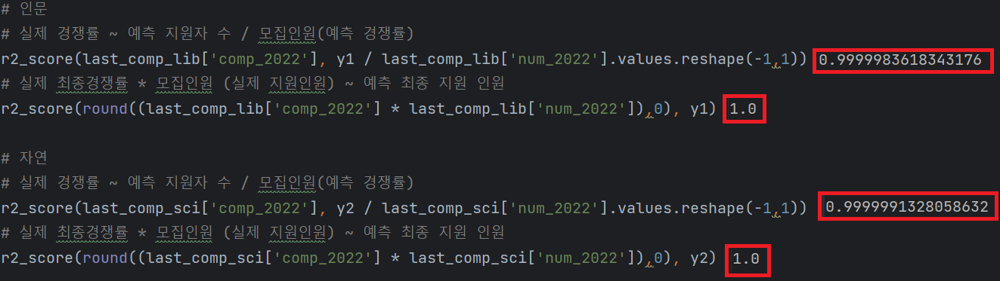 # 인문
# 실제 경쟁률 ~ 예측 지원자 수 / 모집인원(예측 경쟁률)
r2_score(last_comp_lib['comp_2022'], y1 / last_comp_lib['num_2022'].values.reshape(-1,1)) 0.9999983618343176
# 실제 최종경쟁률 * 모집인원 (실제 지원인원) ~ 예측 최종 지원 인원
r2_score(round((last_comp_lib['comp_2022'] * last_comp_lib['num_2022']),0), y1) 1.0
# 자연
# 실제 경쟁률 ~ 예측 지원자 수 / 모집인원(예측 경쟁률)
r2_score(last_comp_sci['comp_2022'], y2 / last_comp_sci['num_2022'].values.reshape(-1,1)) 0.9999991328058632
# 실제 최종경쟁률 * 모집인원 (실제 지원인원) ~ 예측 최종 지원 인원
r2_score(round((last_comp_sci['comp_2022'] * last_comp_sci['num_2022']),0), y2) 1.0